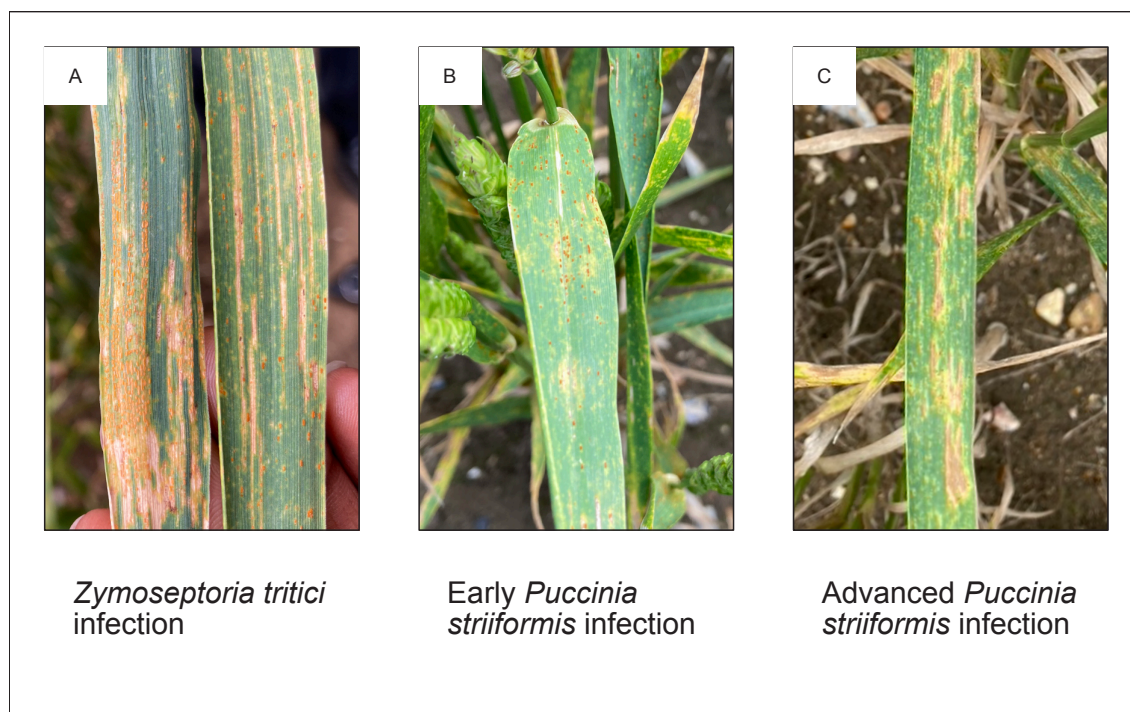 A
B
C
Zymoseptoria tritici
infection
Early Puccinia
striiformis infection
Advanced Puccinia
striiformis infection